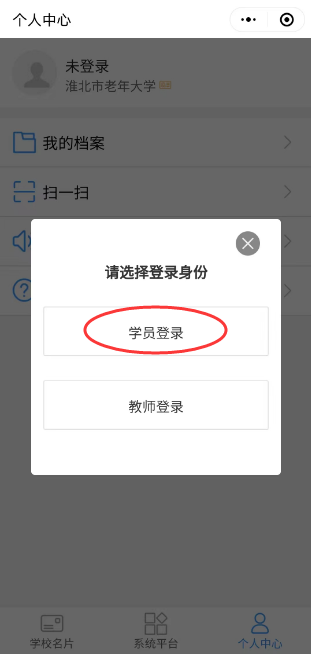 个人中心
未登录
淮北市老年大学
我的档案
扫一扫
请选择登录身份
学员登录
教师登录
学校名片
系统平台
个人中心